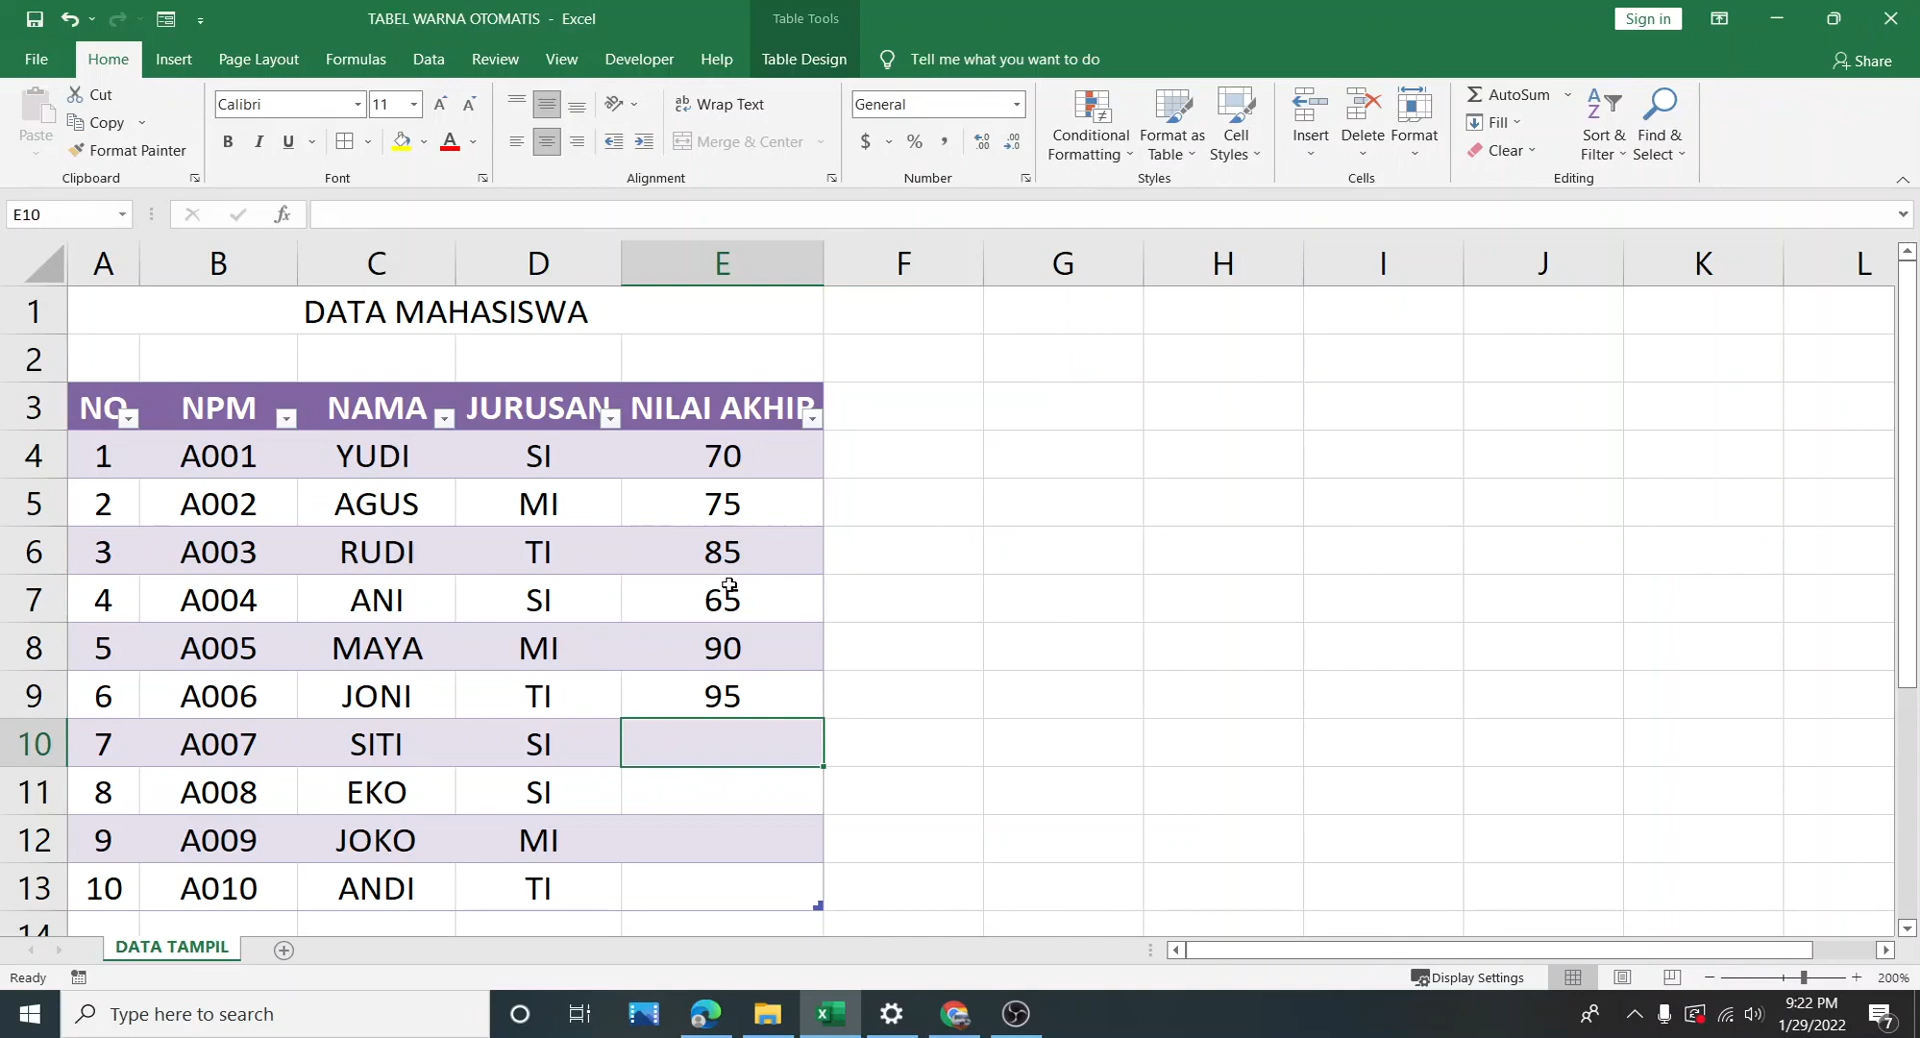 TABEL WARNA OTOMATIS - Excel
Table Tools
Sign in
File Home Insert Page Layout Formulas Data Review View Developer Help Table Design Tell me what you want to do Share
Paste
Cut
Copy
Format Painter
Clipboard
Calibri 11
B I U
Font
Wrap Text
Merge & Center
Alignment
General
$ % ,
Number
Conditional Formatting
Format as Table
Cell Styles
Styles
Insert
Delete
Format
Cells
AutoSum
Fill
Clear
Sort & Filter
Find & Select
Editing
E10
fx
A B C D E F G H I J K L
1 DATA MAHASISWA
2
3 NO NPM NAMA JURUSAN NILAI AKHIR
4 1 A001 YUDI SI 70
5 2 A002 AGUS MI 75
6 3 A003 RUDI TI 85
7 4 A004 ANI SI 65
8 5 A005 MAYA MI 90
9 6 A006 JONI TI 95
10 7 A007 SITI SI
11 8 A008 EKO SI
12 9 A009 JOKO MI
13 10 A010 ANDI TI
14
DATA TAMPIL
Ready
Display Settings
200%
Type here to search
9:22 PM
1/29/2022
7